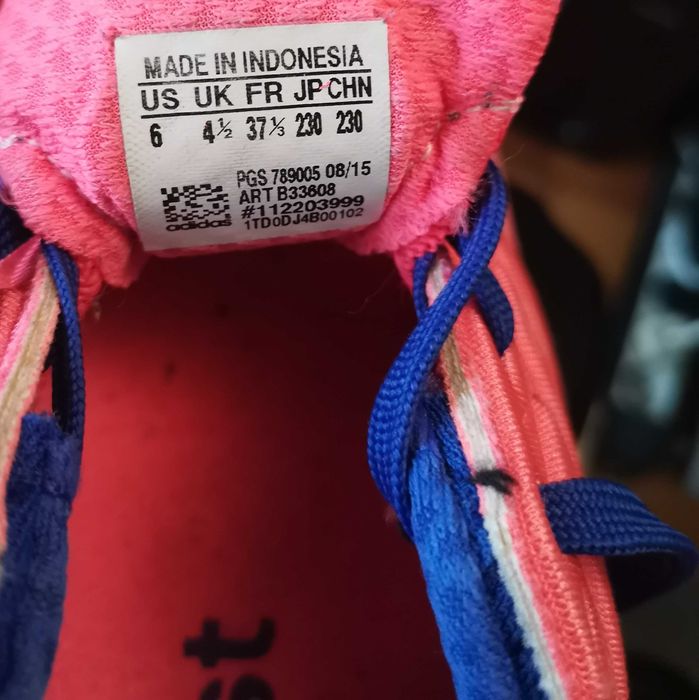 MADE IN INDONESIA
US UK FR JP CHN
6 4½ 37⅓ 230 230
PGS 789005 08/15
ART B33608
#112203999
adidas 1TD0DJ4B00102
st